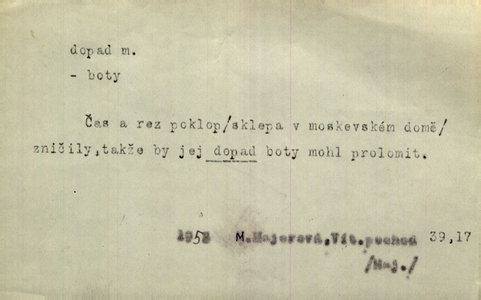 dopad m.
- boty
Čas a rez poklop/sklepa v moskevském domě/
zničily,takže by jej dopad boty mohl prolomit.
1953 M.Majerová,Vít.pochod 39,17
/Maj./